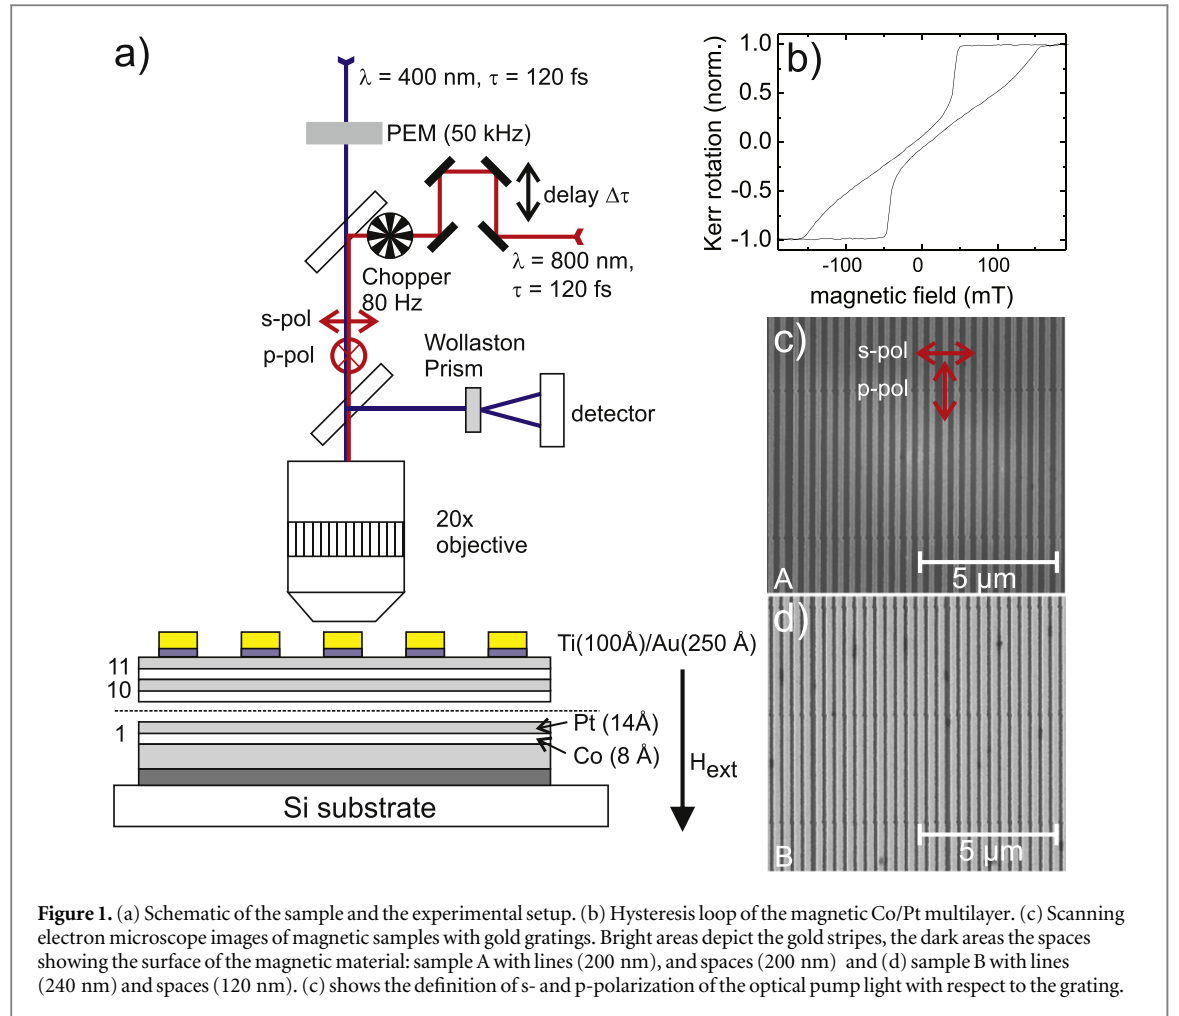 a)
λ = 400 nm, τ = 120 fs
PEM (50 kHz)
delay Δτ
λ = 800 nm,
τ = 120 fs
Chopper
80 Hz
s-pol
p-pol
Wollaston
Prism
detector
20x
objective
Ti(100Å)/Au(250 Å)
11
10
1
Pt (14Å)
Co (8 Å)
H_ext
Si substrate
b)
Kerr rotation (norm.)
1.0
0.5
0.0
-0.5
-1.0
-100 0 100
magnetic field (mT)
c)
s-pol
p-pol
5 μm
A
d)
5 μm
B
Figure 1. (a) Schematic of the sample and the experimental setup. (b) Hysteresis loop of the magnetic Co/Pt multilayer. (c) Scanning
electron microscope images of magnetic samples with gold gratings. Bright areas depict the gold stripes, the dark areas the spaces
showing the surface of the magnetic material: sample A with lines (200 nm), and spaces (200 nm) and (d) sample B with lines
(240 nm) and spaces (120 nm). (c) shows the definition of s- and p-polarization of the optical pump light with respect to the grating.